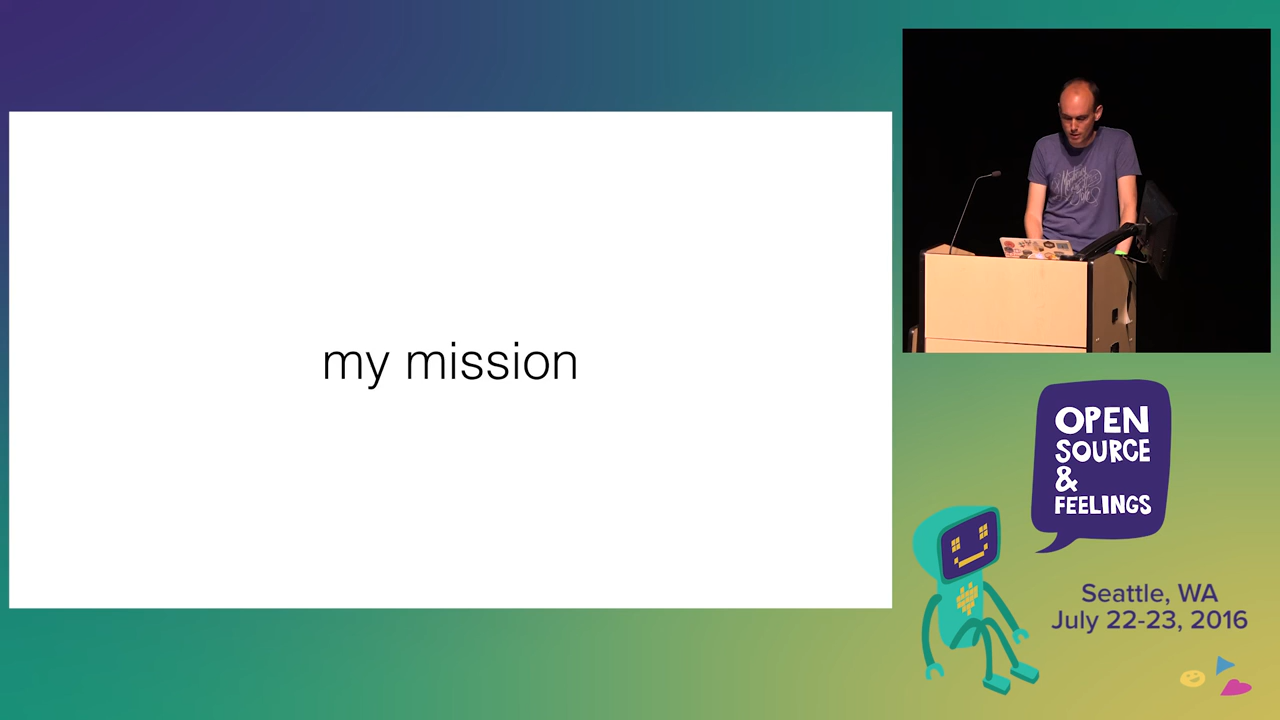 my mission
OPEN
SOURCE
&
FEELINGS
Seattle, WA
July 22-23, 2016